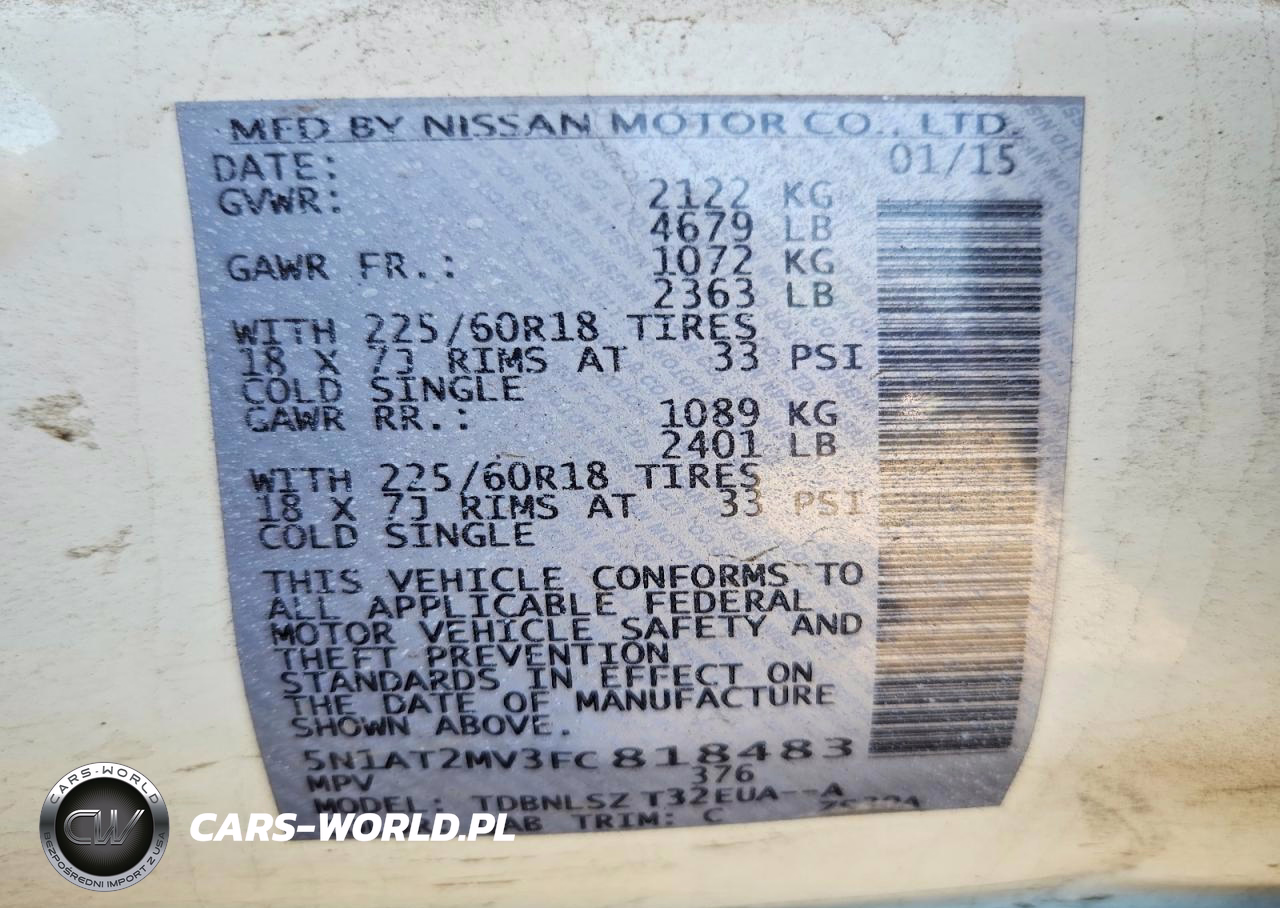 MFD BY NISSAN MOTOR CO., LTD.
DATE: 01/15
GVWR: 2122 KG
4679 LB
GAWR FR.: 1072 KG
2363 LB
WITH 225/60R18 TIRES
18 X 7J RIMS AT 33 PSI
COLD SINGLE
GAWR RR.: 1089 KG
2401 LB
WITH 225/60R18 TIRES
18 X 7J RIMS AT 33 PSI
COLD SINGLE
THIS VEHICLE CONFORMS TO
ALL APPLICABLE FEDERAL
MOTOR VEHICLE SAFETY AND
THEFT PREVENTION
STANDARDS IN EFFECT ON
THE DATE OF MANUFACTURE
SHOWN ABOVE.
5N1AT2MV3FC818483
MPV 376
MODEL: TDBNLSZ T32EUA--A
TRIM: C
CARS-WORLD
CW
BEZPOŚREDNI IMPORT Z USA
CARS-WORLD.PL